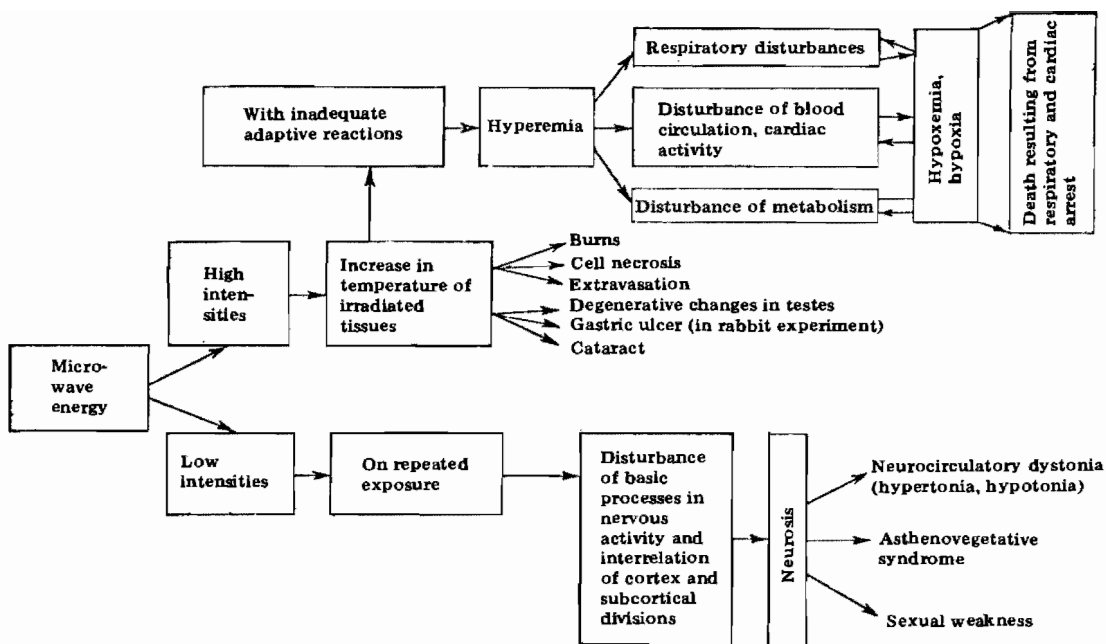 Respiratory disturbances
With inadequate
adaptive reactions
Hyperemia
Disturbance of blood
circulation, cardiac
activity
Disturbance of metabolism
Hypoxemia,
hypoxia
Death resulting from
respiratory and cardiac
arrest
High
inten-
sities
Increase in
temperature of
irradiated
tissues
Burns
Cell necrosis
Extravasation
Degenerative changes in testes
Gastric ulcer (in rabbit experiment)
Cataract
Micro-
wave
energy
Low
intensities
On repeated
exposure
Disturbance
of basic
processes in
nervous
activity and
interrelation
of cortex and
subcortical
divisions
Neurosis
Neurocirculatory dystonia
(hypertonia, hypotonia)
Asthenovegetative
syndrome
Sexual weakness